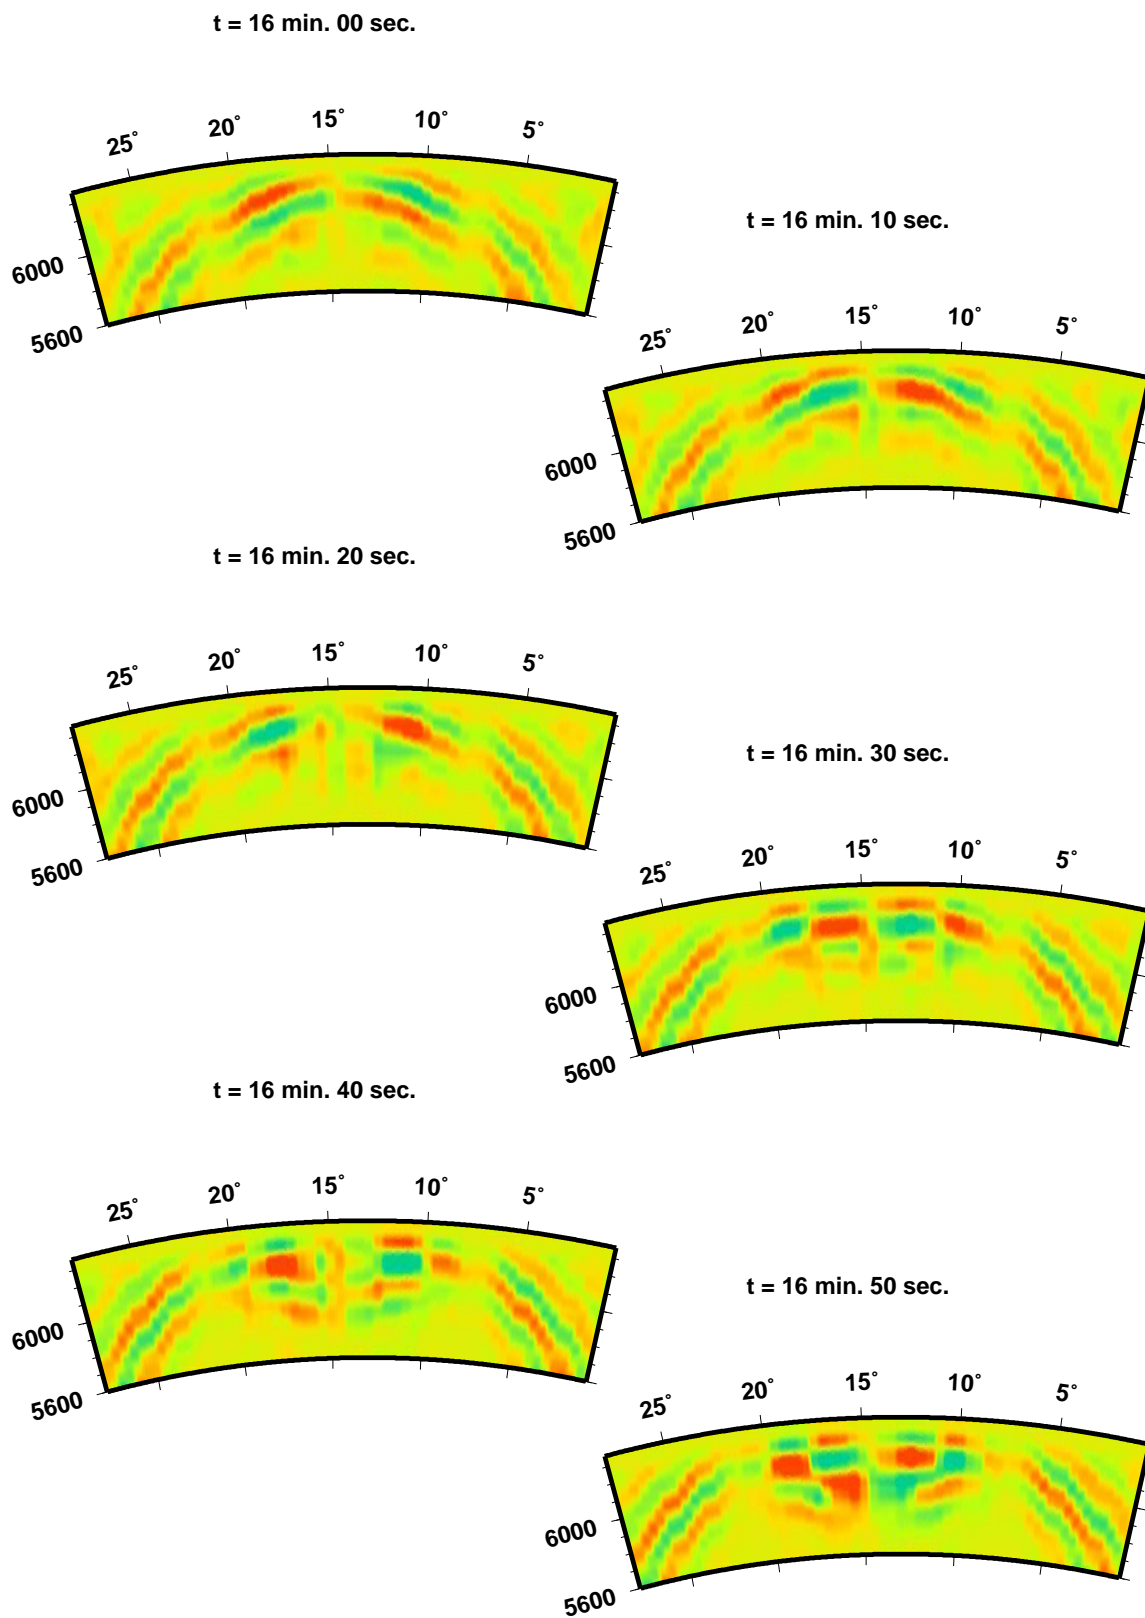 t = 16 min. 00 sec.
25° 20° 15° 10° 5°
6000
5600
t = 16 min. 10 sec.
25° 20° 15° 10° 5°
6000
5600
t = 16 min. 20 sec.
25° 20° 15° 10° 5°
6000
5600
t = 16 min. 30 sec.
25° 20° 15° 10° 5°
6000
5600
t = 16 min. 40 sec.
25° 20° 15° 10° 5°
6000
5600
t = 16 min. 50 sec.
25° 20° 15° 10° 5°
6000
5600